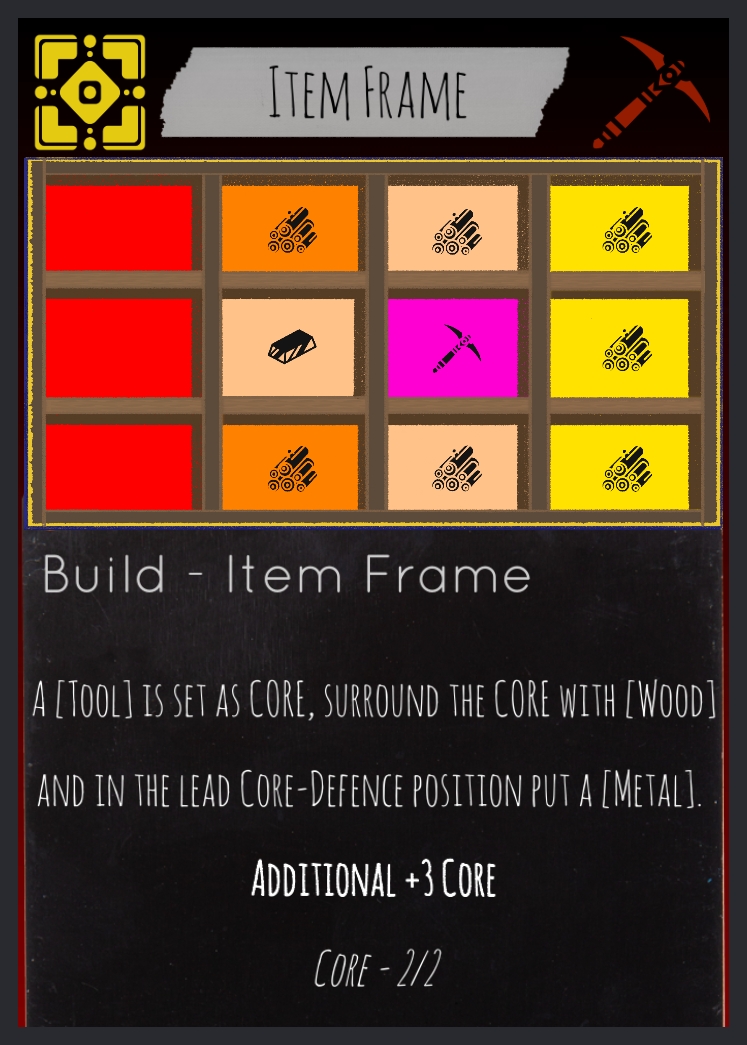 Item Frame
Build - Item Frame
A [Tool] is set as CORE, surround the CORE with [Wood]
and in the lead Core-Defence position put a [Metal].
Additional +3 Core
Core - 2/2